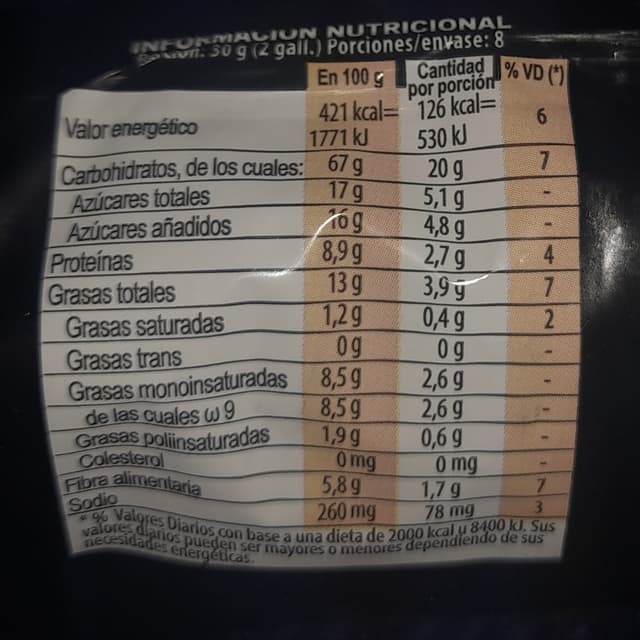 INFORMACIÓN NUTRICIONAL
Porción: 30 g (2 gall.) Porciones/envase: 8
En 100 g Cantidad por porción % VD (*)
Valor energético 421 kcal= 126 kcal= 6
1771 kJ 530 kJ
Carbohidratos, de los cuales: 67 g 20 g 7
Azúcares totales 17 g 5,1 g -
Azúcares añadidos 16 g 4,8 g -
Proteínas 8,9 g 2,7 g 4
Grasas totales 13 g 3,9 g 7
Grasas saturadas 1,2 g 0,4 g 2
Grasas trans 0 g 0 g -
Grasas monoinsaturadas 8,5 g 2,6 g -
de las cuales ω 9 8,5 g 2,6 g -
Grasas poliinsaturadas 1,9 g 0,6 g -
Colesterol 0 mg 0 mg -
Fibra alimentaria 5,8 g 1,7 g 7
Sodio 260 mg 78 mg 3
* % Valores Diarios con base a una dieta de 2000 kcal u 8400 kJ. Sus
valores diarios pueden ser mayores o menores dependiendo de sus
necesidades energéticas.